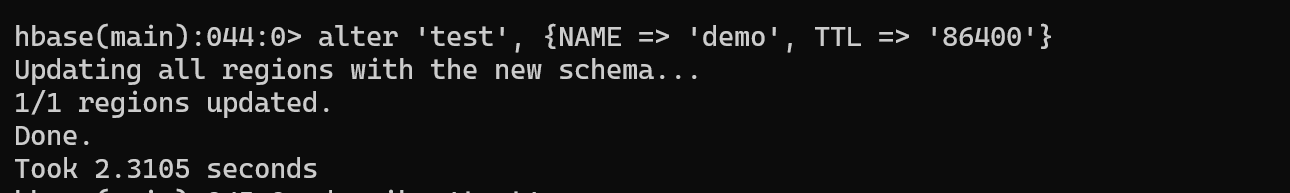 hbase(main):044:0> alter 'test', {NAME => 'demo', TTL => '86400'}
Updating all regions with the new schema...
1/1 regions updated.
Done.
Took 2.3105 seconds